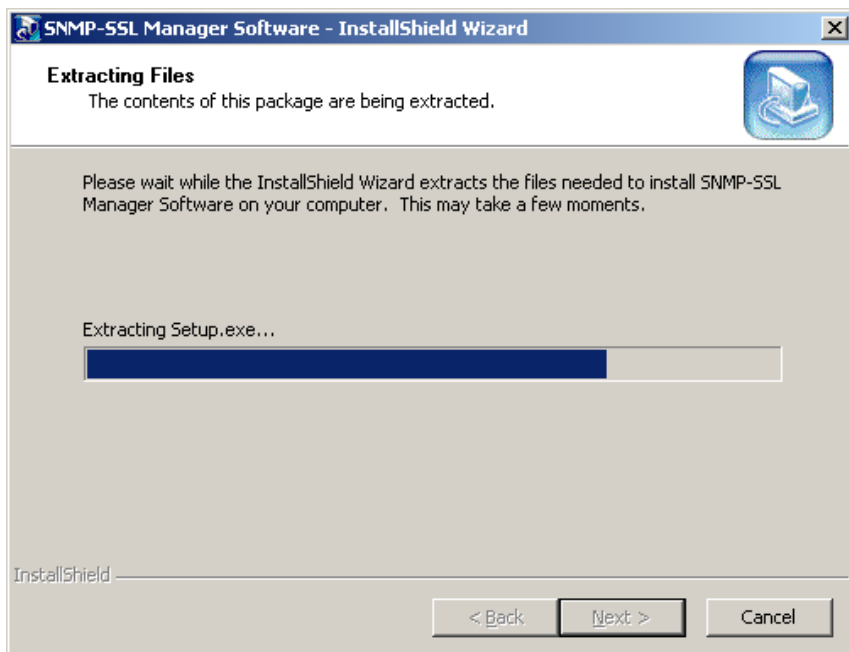 SNMP-SSL Manager Software - InstallShield Wizard
Extracting Files
The contents of this package are being extracted.
Please wait while the InstallShield Wizard extracts the files needed to install SNMP-SSL
Manager Software on your computer. This may take a few moments.
Extracting Setup.exe...
InstallShield
< Back
Next >
Cancel